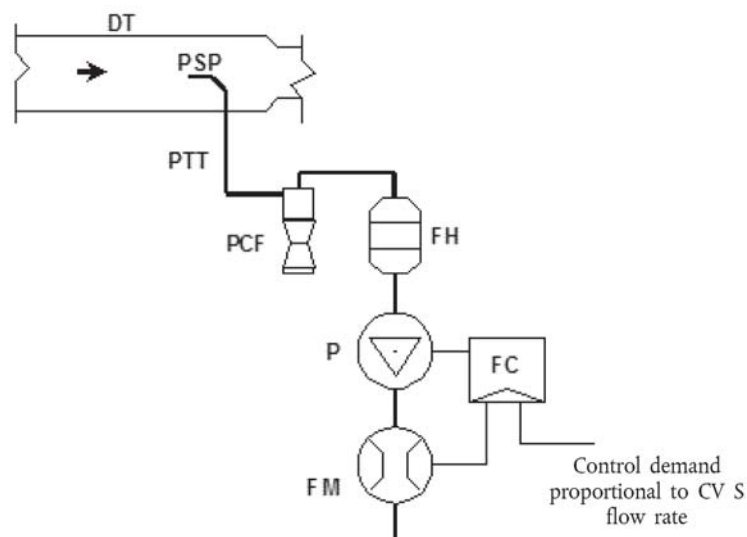 DT
PSP
PTT
PCF
FH
P
FC
FM
Control demand
proportional to CV S
flow rate